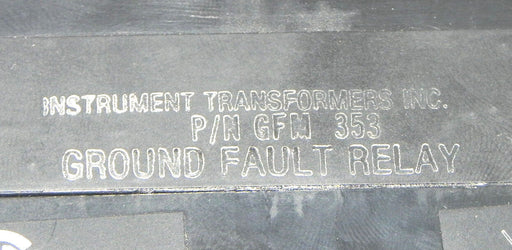 INSTRUMENT TRANSFORMERS INC.
P/N GFM 353
GROUND FAULT RELAY